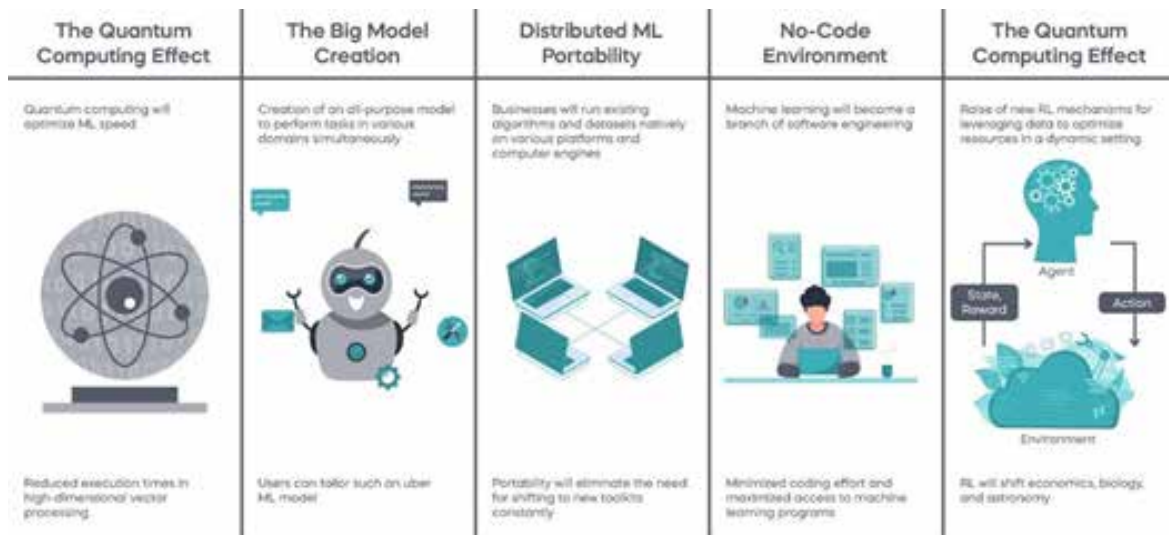 The Quantum
Computing Effect
Quantum computing will
optimize ML speed
Reduced execution times in
high-dimensional vector
processing
The Big Model
Creation
Creation of an all-purpose model
to perform tasks in various
domains simultaneously
Users can tailor such an uber
ML model
Distributed ML
Portability
Businesses will run existing
algorithms and datasets natively
on various platforms and
computer engines
Portability will eliminate the need
for shifting to new toolkits
constantly
No-Code
Environment
Machine learning will become a
branch of software engineering
Minimized coding effort and
maximized access to machine
learning programs
The Quantum
Computing Effect
Raise of new RL mechanisms for
leveraging data to optimize
resources in a dynamic setting
Agent
State,
Reward
Action
Environment
RL will shift economics, biology,
and astronomy